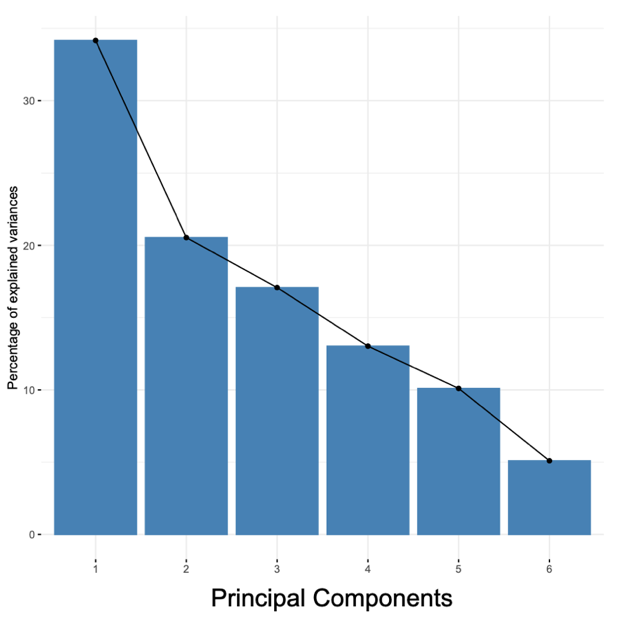 Percentage of explained variances
30
20
10
0
1 2 3 4 5 6
Principal Components